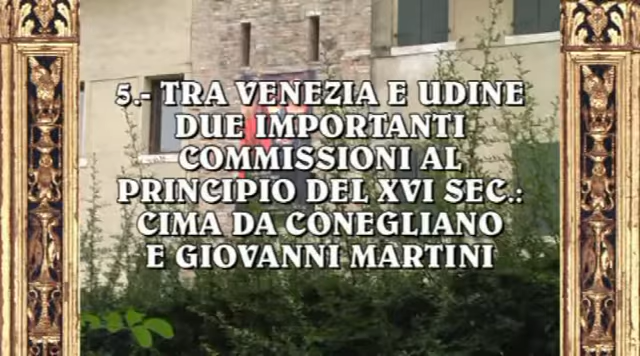 5.- TRA VENEZIA E UDINE
DUE IMPORTANTI
COMMISSIONI AL
PRINCIPIO DEL XVI SEC.:
CIMA DA CONEGLIANO
E GIOVANNI MARTINI